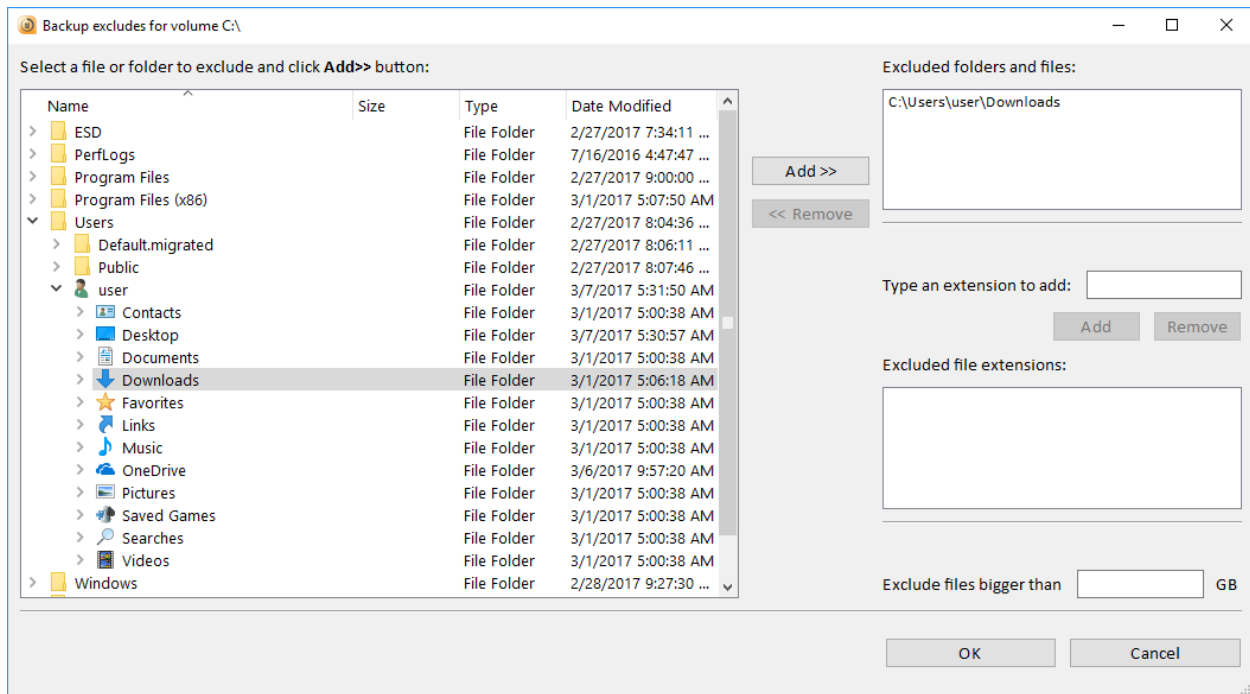 Backup excludes for volume C:\
Select a file or folder to exclude and click Add>> button:
Name Size Type Date Modified
ESD File Folder 2/27/2017 7:34:11 ...
PerfLogs File Folder 7/16/2016 4:47:47 ...
Program Files File Folder 2/27/2017 9:00:00 ...
Program Files (x86) File Folder 3/1/2017 5:07:50 AM
Users File Folder 2/27/2017 8:04:36 ...
Default.migrated File Folder 2/27/2017 8:06:11 ...
Public File Folder 2/27/2017 8:07:46 ...
user File Folder 3/7/2017 5:31:50 AM
Contacts File Folder 3/1/2017 5:00:38 AM
Desktop File Folder 3/7/2017 5:30:57 AM
Documents File Folder 3/1/2017 5:00:38 AM
Downloads File Folder 3/1/2017 5:06:18 AM
Favorites File Folder 3/1/2017 5:00:38 AM
Links File Folder 3/1/2017 5:00:38 AM
Music File Folder 3/1/2017 5:00:38 AM
OneDrive File Folder 3/6/2017 9:57:20 AM
Pictures File Folder 3/1/2017 5:00:38 AM
Saved Games File Folder 3/1/2017 5:00:38 AM
Searches File Folder 3/1/2017 5:00:38 AM
Videos File Folder 3/1/2017 5:00:38 AM
Windows File Folder 2/28/2017 9:27:30 ...
Add >>
<< Remove
Excluded folders and files:
C:\Users\user\Downloads
Type an extension to add:
Add Remove
Excluded file extensions:
Exclude files bigger than GB
OK Cancel